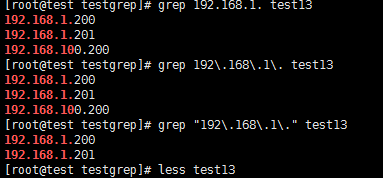 [root@test testgrep]# grep 192.168.1. test13
192.168.1.200
192.168.1.201
192.168.100.200
[root@test testgrep]# grep 192\.168\.1\. test13
192.168.1.200
192.168.1.201
192.168.100.200
[root@test testgrep]# grep "192\.168\.1\." test13
192.168.1.200
192.168.1.201
[root@test testgrep]# less test13